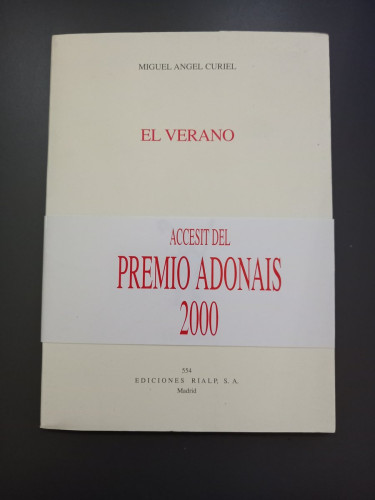 MIGUEL ANGEL CURIEL
EL VERANO
ACCESIT DEL
PREMIO ADONAIS
2000
554
EDICIONES RIALP, S. A.
Madrid